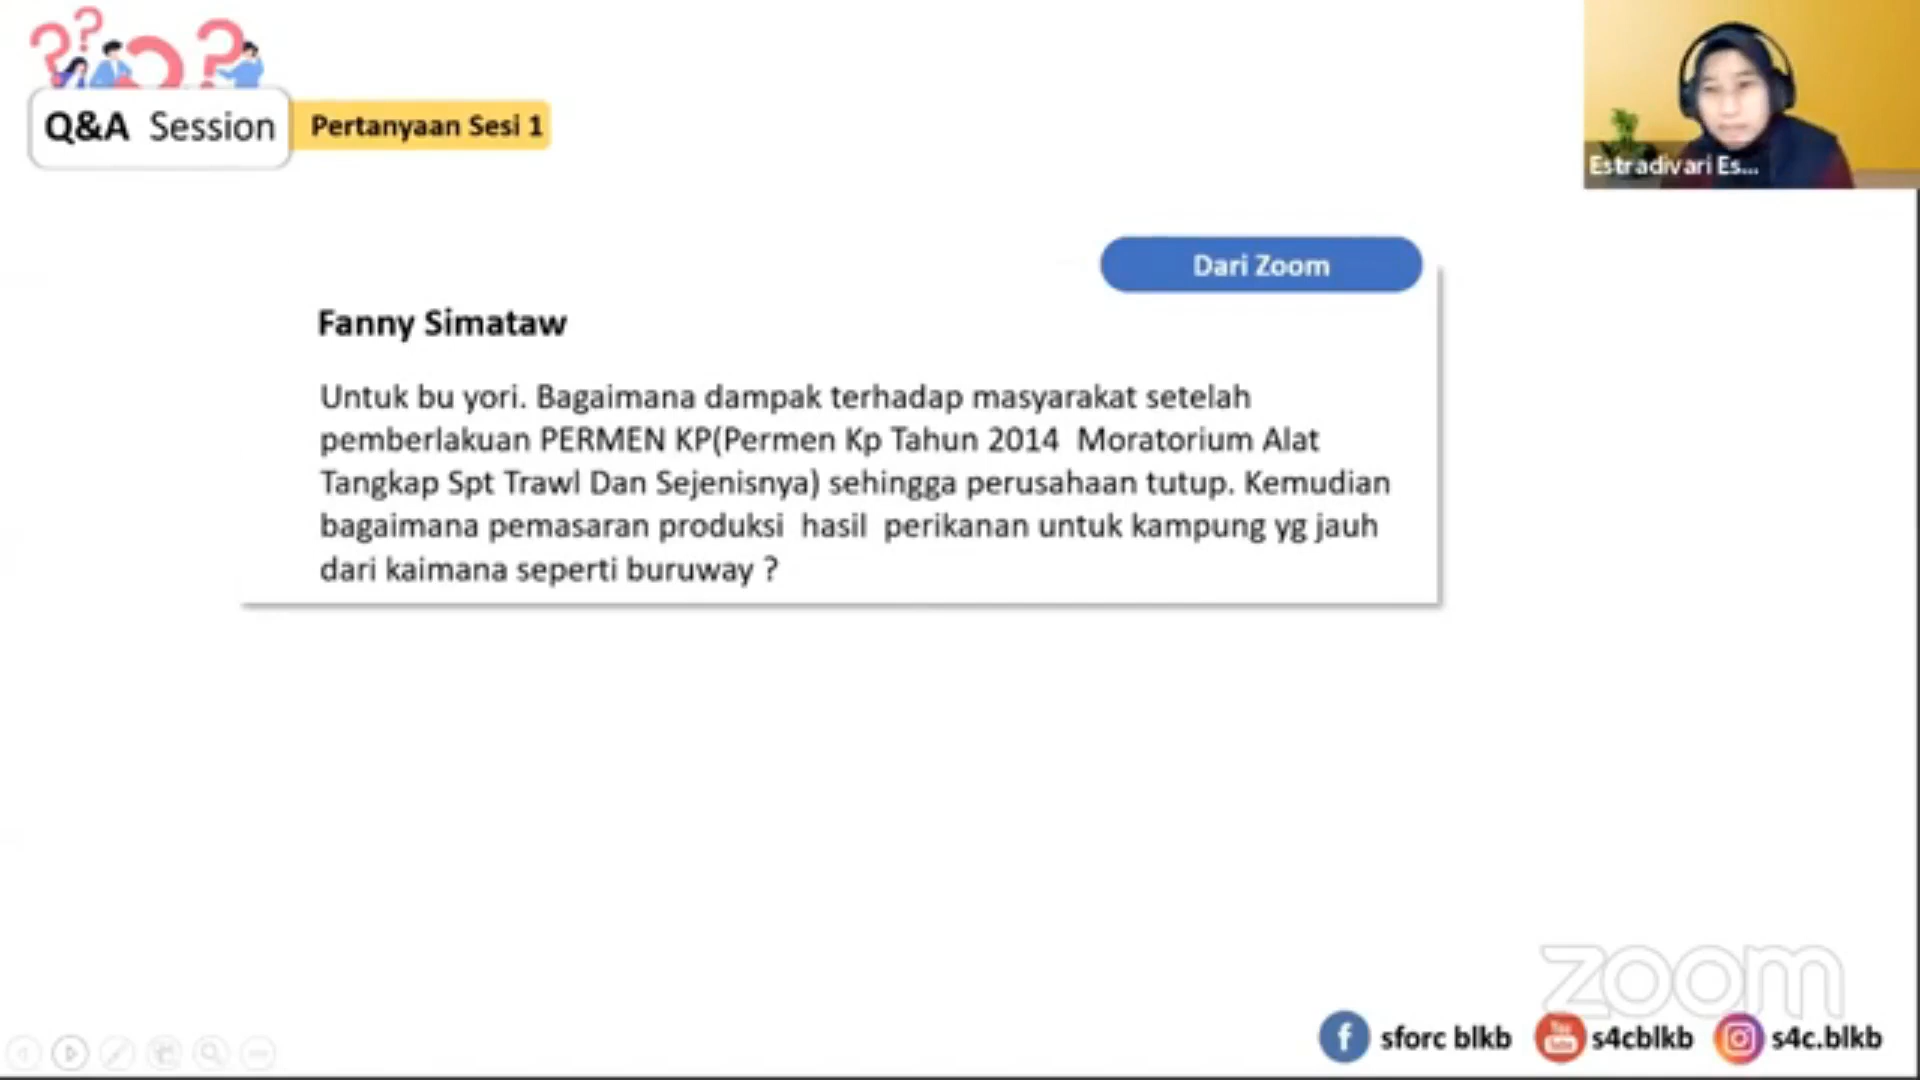 Q&A Session
Pertanyaan Sesi 1
Estradivari Es...
Dari Zoom
Fanny Simataw
Untuk bu yori. Bagaimana dampak terhadap masyarakat setelah
pemberlakuan PERMEN KP(Permen Kp Tahun 2014 Moratorium Alat
Tangkap Spt Trawl Dan Sejenisnya) sehingga perusahaan tutup. Kemudian
bagaimana pemasaran produksi hasil perikanan untuk kampung yg jauh
dari kaimana seperti buruway ?
zoom
sforc blkb
You Tube s4cblkb
s4c.blkb